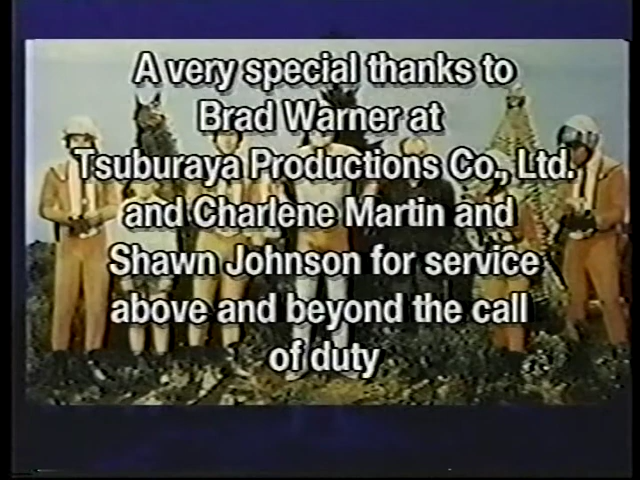 A very special thanks to
Brad Warner at
Tsuburaya Productions Co., Ltd.
and Charlene Martin and
Shawn Johnson for service
above and beyond the call
of duty